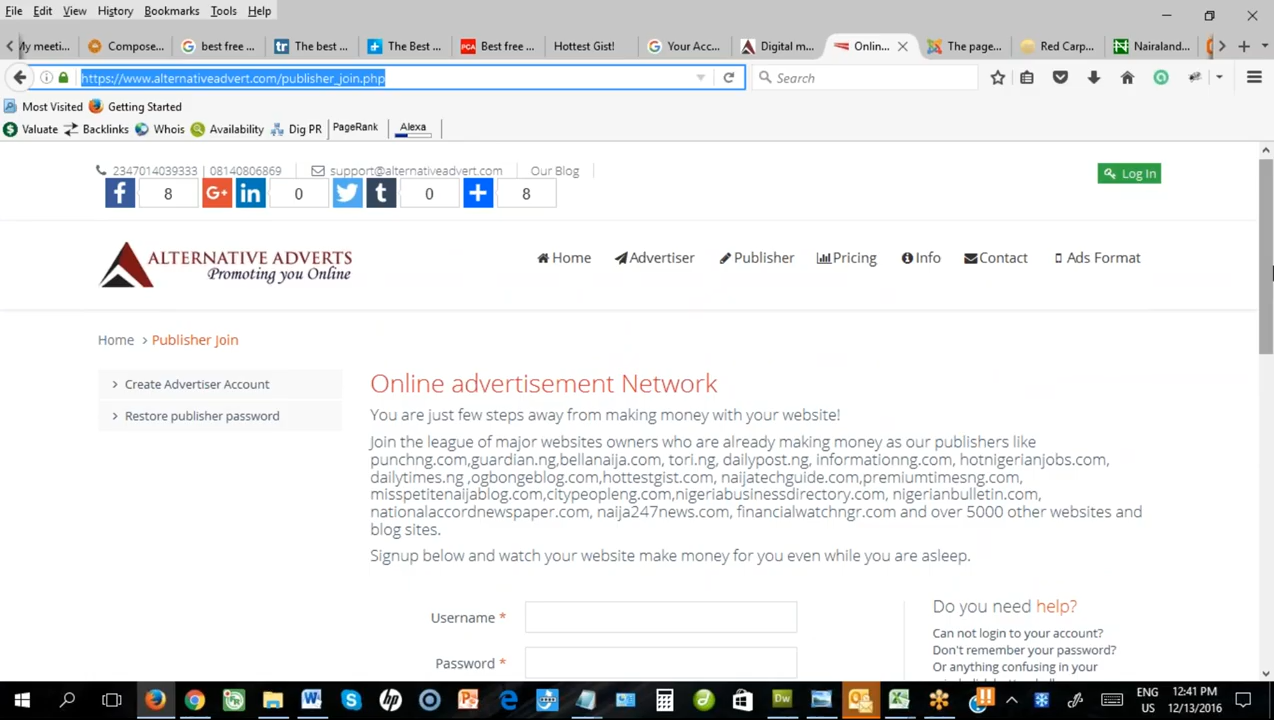 File Edit View History Bookmarks Tools Help
My meeti... Compose... best free ... The best ... The Best ... Best free ... Hottest Gist! Your Acc... Digital m... Onlin... The page... Red Carp... Nairaland...
https://www.alternativeadvert.com/publisher_join.php Search
Most Visited Getting Started
Valuate Backlinks Whois Availability Dig PR PageRank Alexa
2347014039333 | 08140806869 support@alternativeadvert.com Our Blog Log In
8 0 0 8
ALTERNATIVE ADVERTS
Promoting you Online
Home Advertiser Publisher Pricing Info Contact Ads Format
Home > Publisher Join
Create Advertiser Account
Restore publisher password
Online advertisement Network
You are just few steps away from making money with your website!
Join the league of major websites owners who are already making money as our publishers like
punchng.com,guardian.ng,bellanaija.com, tori.ng, dailypost.ng, informationng.com, hotnigerianjobs.com,
dailytimes.ng ,ogbongeblog.com,hottestgist.com, naijatechguide.com,premiumtimesng.com,
misspetitenaijablog.com,citypeopleng.com,nigeriabusinessdirectory.com, nigerianbulletin.com,
nationalaccordnewspaper.com, naija247news.com, financialwatchngr.com and over 5000 other websites and
blog sites.
Signup below and watch your website make money for you even while you are asleep.
Username *
Password *
Do you need help?
Can not login to your account?
Don't remember your password?
Or anything confusing in your
ENG 12:41 PM
US 12/13/2016